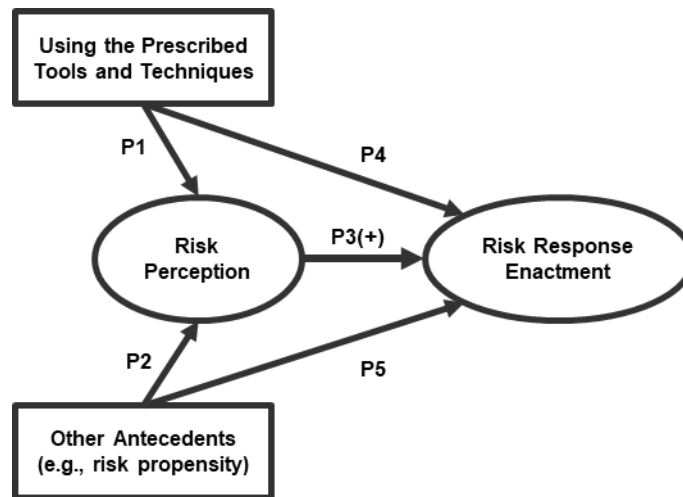 Using the Prescribed
Tools and Techniques
P1
P4
Risk
Perception
P3(+)
Risk Response
Enactment
P2
P5
Other Antecedents
(e.g., risk propensity)